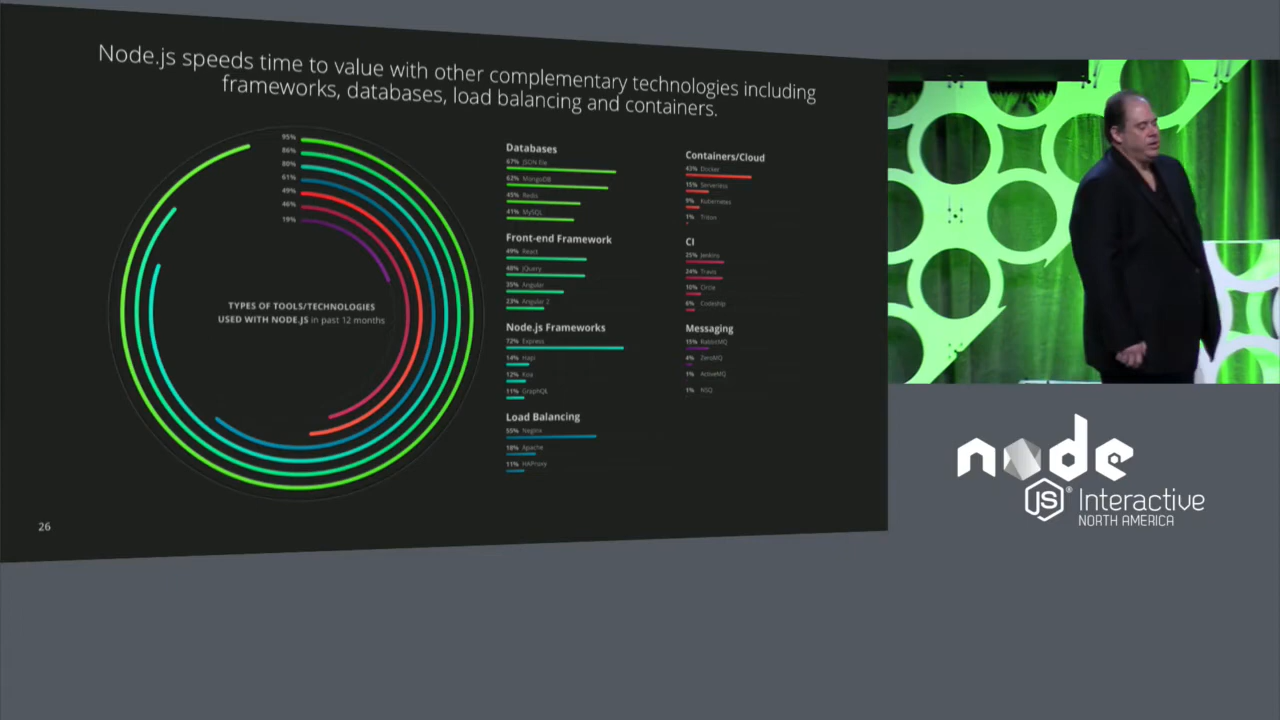 Node.js speeds time to value with other complementary technologies including
frameworks, databases, load balancing and containers.
95%
86%
80%
61%
49%
46%
19%
TYPES OF TOOLS/TECHNOLOGIES
USED WITH NODE.JS in past 12 months
Databases
67% JSON file
62% MongoDB
45% Redis
41% MySQL
Front-end Framework
49% React
48% JQuery
35% Angular
23% Angular 2
Node.js Frameworks
72% Express
14% Hapi
12% Koa
11% GraphQL
Load Balancing
55% Nginx
18% Apache
11% HAProxy
Containers/Cloud
43% Docker
15% Serverless
9% Kubernetes
1% Triton
CI
25% Jenkins
24% Travis
10% Circle
6% Codeship
Messaging
15% RabbitMQ
4% ZeroMQ
1% ActiveMQ
1% NSQ
26
node
JS® Interactive
NORTH AMERICA